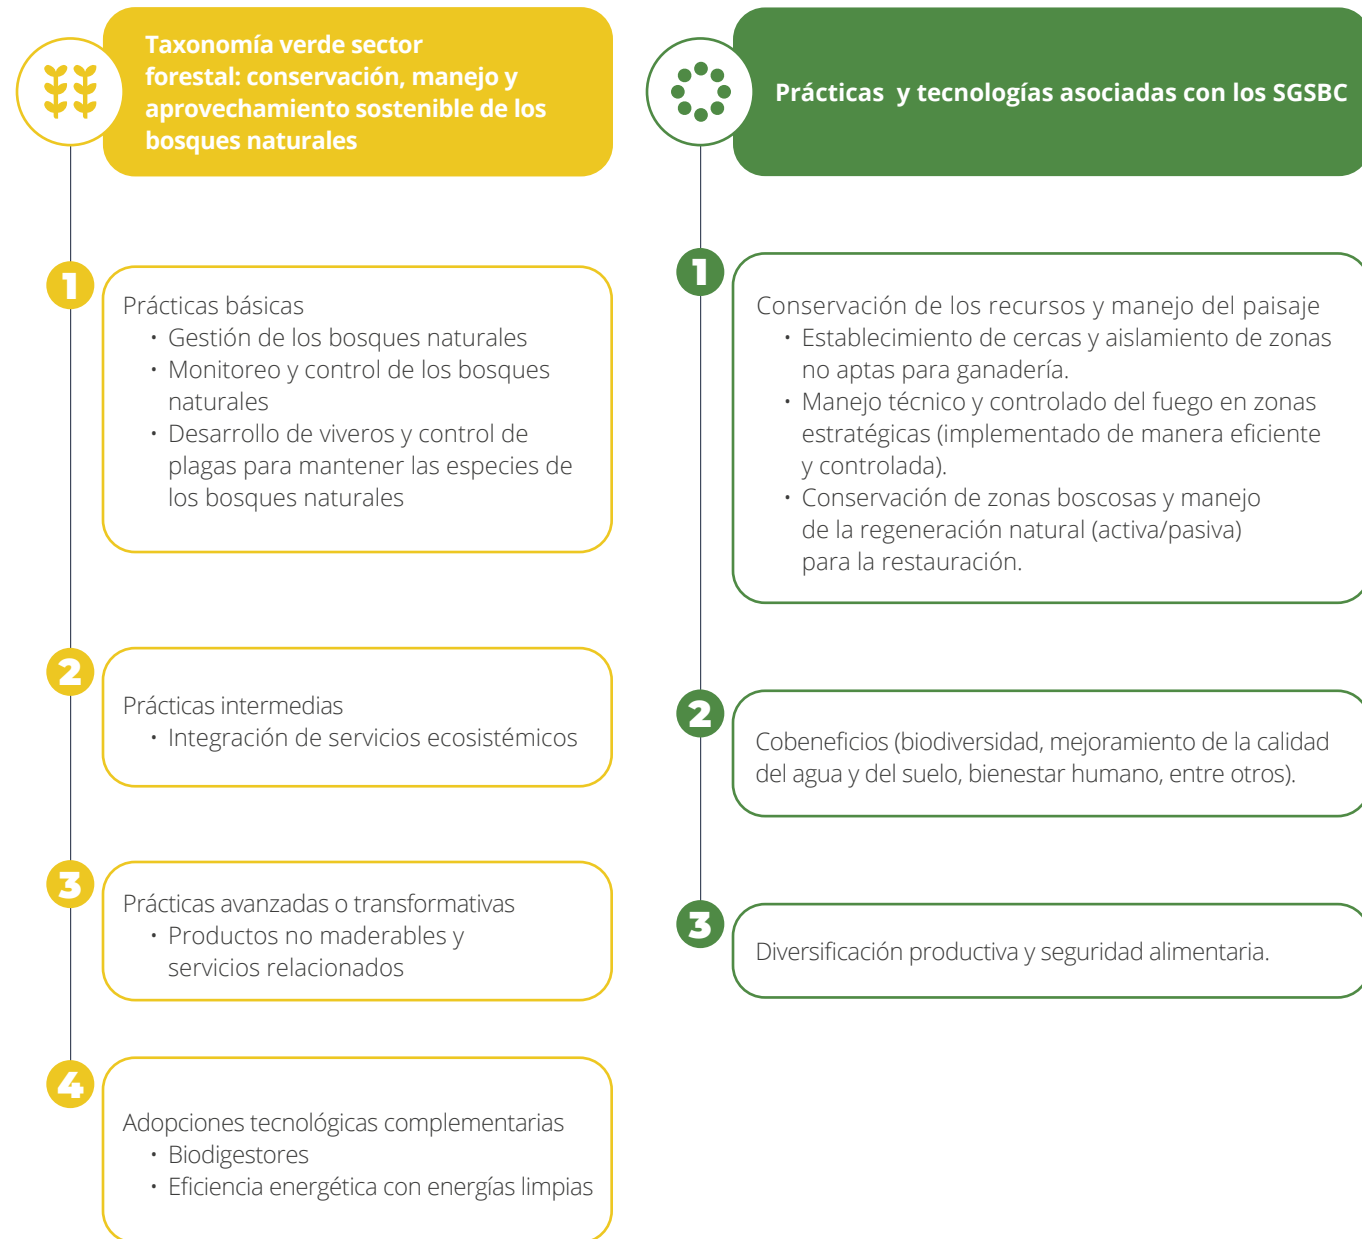 Taxonomía verde sector
forestal: conservación, manejo y
aprovechamiento sostenible de los
bosques naturales
1
Prácticas básicas
• Gestión de los bosques naturales
• Monitoreo y control de los bosques
naturales
• Desarrollo de viveros y control de
plagas para mantener las especies de
los bosques naturales
2
Prácticas intermedias
• Integración de servicios ecosistémicos
3
Prácticas avanzadas o transformativas
• Productos no maderables y
servicios relacionados
4
Adopciones tecnológicas complementarias
• Biodigestores
• Eficiencia energética con energías limpias
Prácticas y tecnologías asociadas con los SGSBC
1
Conservación de los recursos y manejo del paisaje
• Establecimiento de cercas y aislamiento de zonas
no aptas para ganadería.
• Manejo técnico y controlado del fuego en zonas
estratégicas (implementado de manera eficiente
y controlada).
• Conservación de zonas boscosas y manejo
de la regeneración natural (activa/pasiva)
para la restauración.
2
Cobeneficios (biodiversidad, mejoramiento de la calidad
del agua y del suelo, bienestar humano, entre otros).
3
Diversificación productiva y seguridad alimentaria.